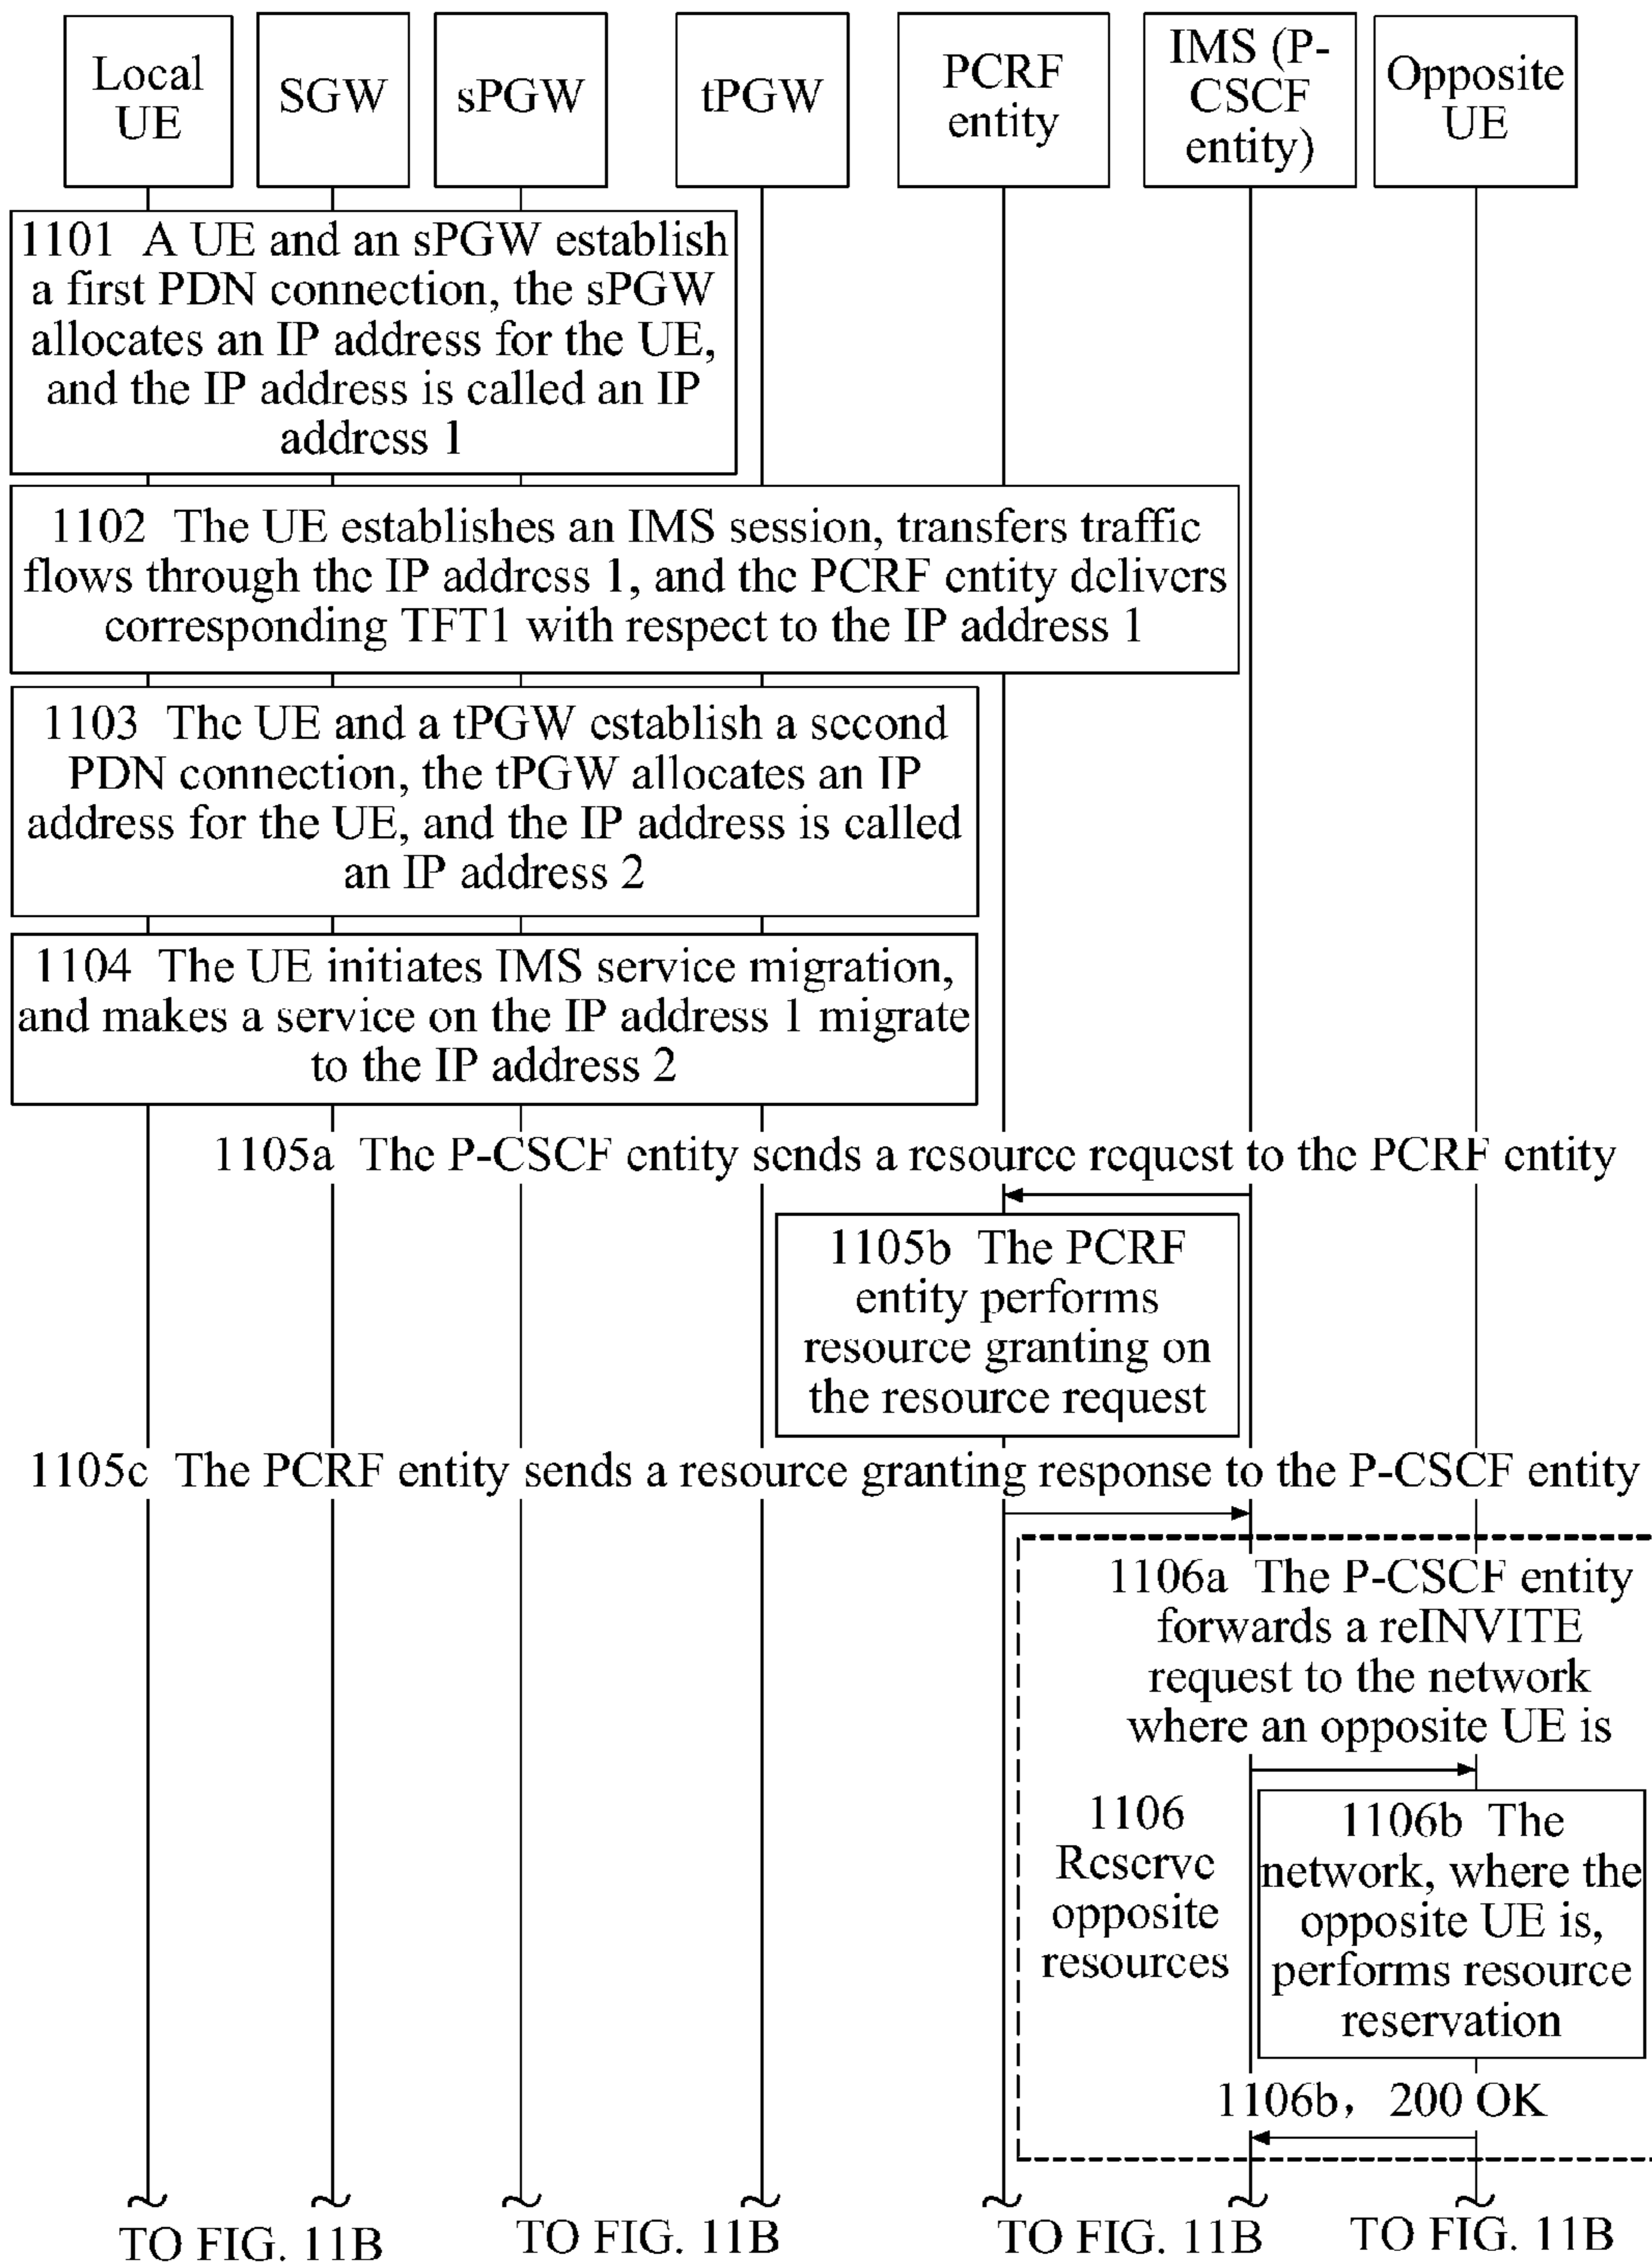 Local
UE
SGW
sPGW
tPGW
PCRF
entity
IMS (P-
CSCF
entity)
Opposite
UE
1101 A UE and an sPGW establish
a first PDN connection, the sPGW
allocates an IP address for the UE,
and the IP address is called an IP
address 1
1102 The UE establishes an IMS session, transfers traffic
flows through the IP address 1, and the PCRF entity delivers
corresponding TFT1 with respect to the IP address 1
1103 The UE and a tPGW establish a second
PDN connection, the tPGW allocates an IP
address for the UE, and the IP address is called
an IP address 2
1104 The UE initiates IMS service migration,
and makes a service on the IP address 1 migrate
to the IP address 2
1105a The P-CSCF entity sends a resource request to the PCRF entity
1105b The PCRF
entity performs
resource granting on
the resource request
1105c The PCRF entity sends a resource granting response to the P-CSCF entity
1106a The P-CSCF entity
forwards a reINVITE
request to the network
where an opposite UE is
1106
Reserve
opposite
resources
1106b The
network, where the
opposite UE is,
performs resource
reservation
1106b, 200 OK
TO FIG. 11B
TO FIG. 11B
TO FIG. 11B
TO FIG. 11B